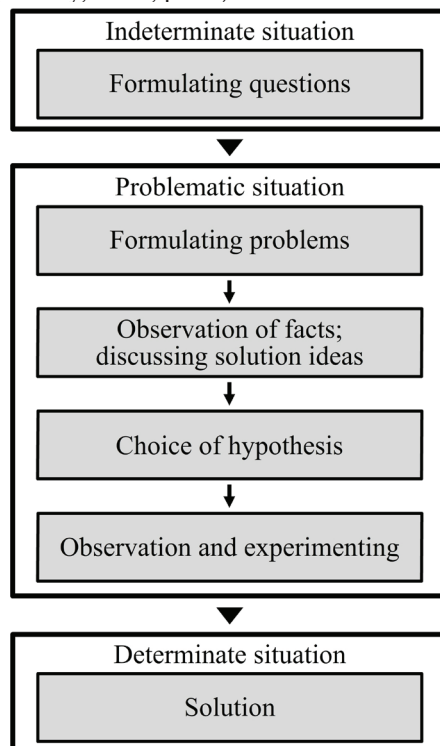 Indeterminate situation
Formulating questions
Problematic situation
Formulating problems
Observation of facts;
discussing solution ideas
Choice of hypothesis
Observation and experimenting
Determinate situation
Solution